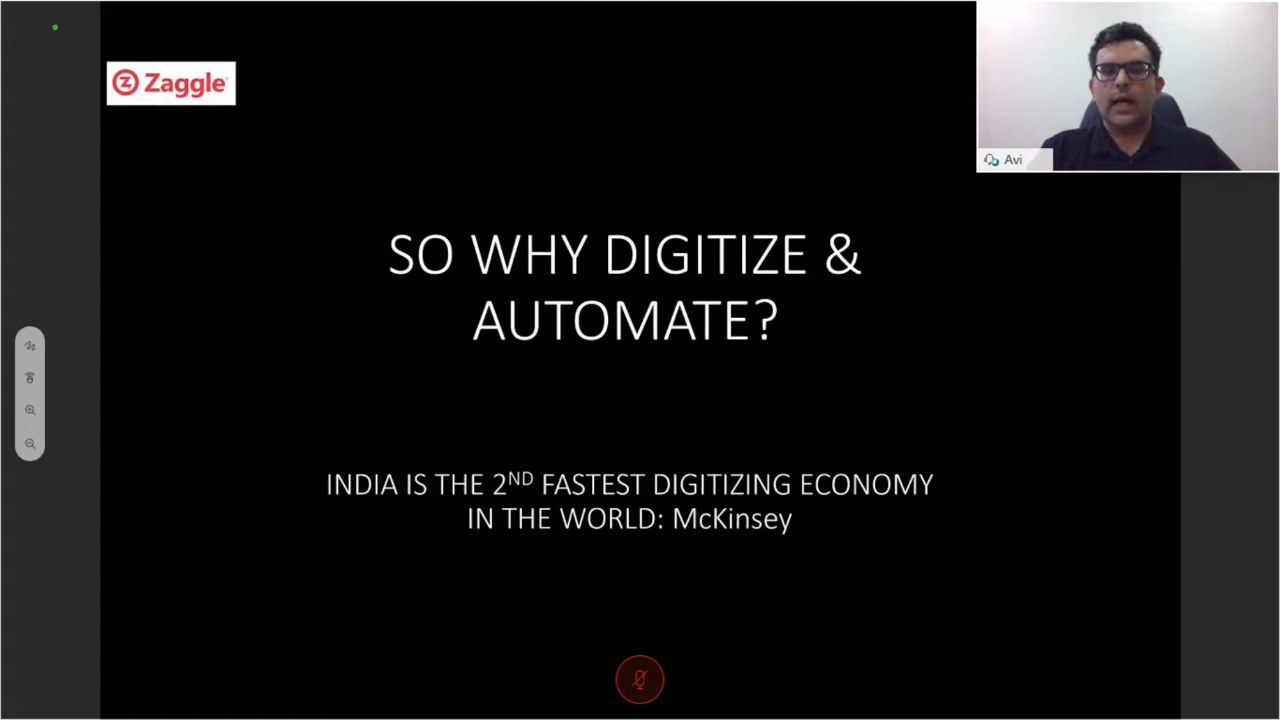 Zaggle
Avi
SO WHY DIGITIZE &
AUTOMATE?
INDIA IS THE 2ND FASTEST DIGITIZING ECONOMY
IN THE WORLD: McKinsey